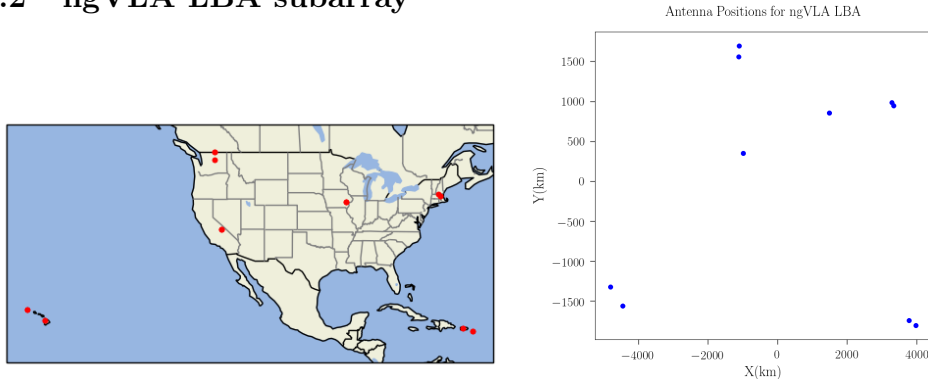 .2 ngVLA LBA subarray
Antenna Positions for ngVLA LBA
1500
1000
500
0
−500
−1000
−1500
Y(km)
−4000 −2000 0 2000 4000
X(km)